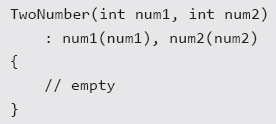 TwoNumber(int num1, int num2)
    : num1(num1), num2(num2)
{
    // empty
}